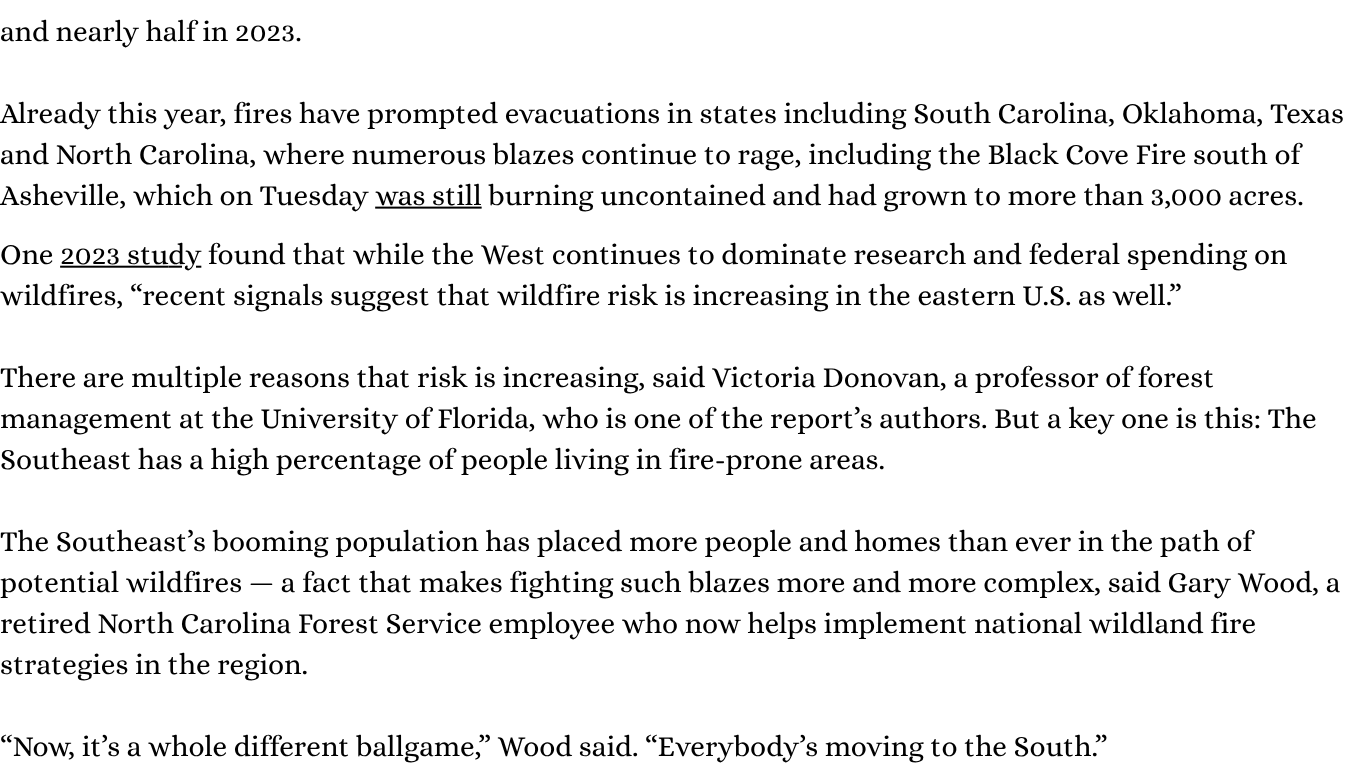 and nearly half in 2023.
Already this year, fires have prompted evacuations in states including South Carolina, Oklahoma, Texas
and North Carolina, where numerous blazes continue to rage, including the Black Cove Fire south of
Asheville, which on Tuesday was still burning uncontained and had grown to more than 3,000 acres.
One 2023 study found that while the West continues to dominate research and federal spending on
wildfires, “recent signals suggest that wildfire risk is increasing in the eastern U.S. as well.”
There are multiple reasons that risk is increasing, said Victoria Donovan, a professor of forest
management at the University of Florida, who is one of the report’s authors. But a key one is this: The
Southeast has a high percentage of people living in fire-prone areas.
The Southeast’s booming population has placed more people and homes than ever in the path of
potential wildfires — a fact that makes fighting such blazes more and more complex, said Gary Wood, a
retired North Carolina Forest Service employee who now helps implement national wildland fire
strategies in the region.
“Now, it’s a whole different ballgame,” Wood said. “Everybody’s moving to the South.”